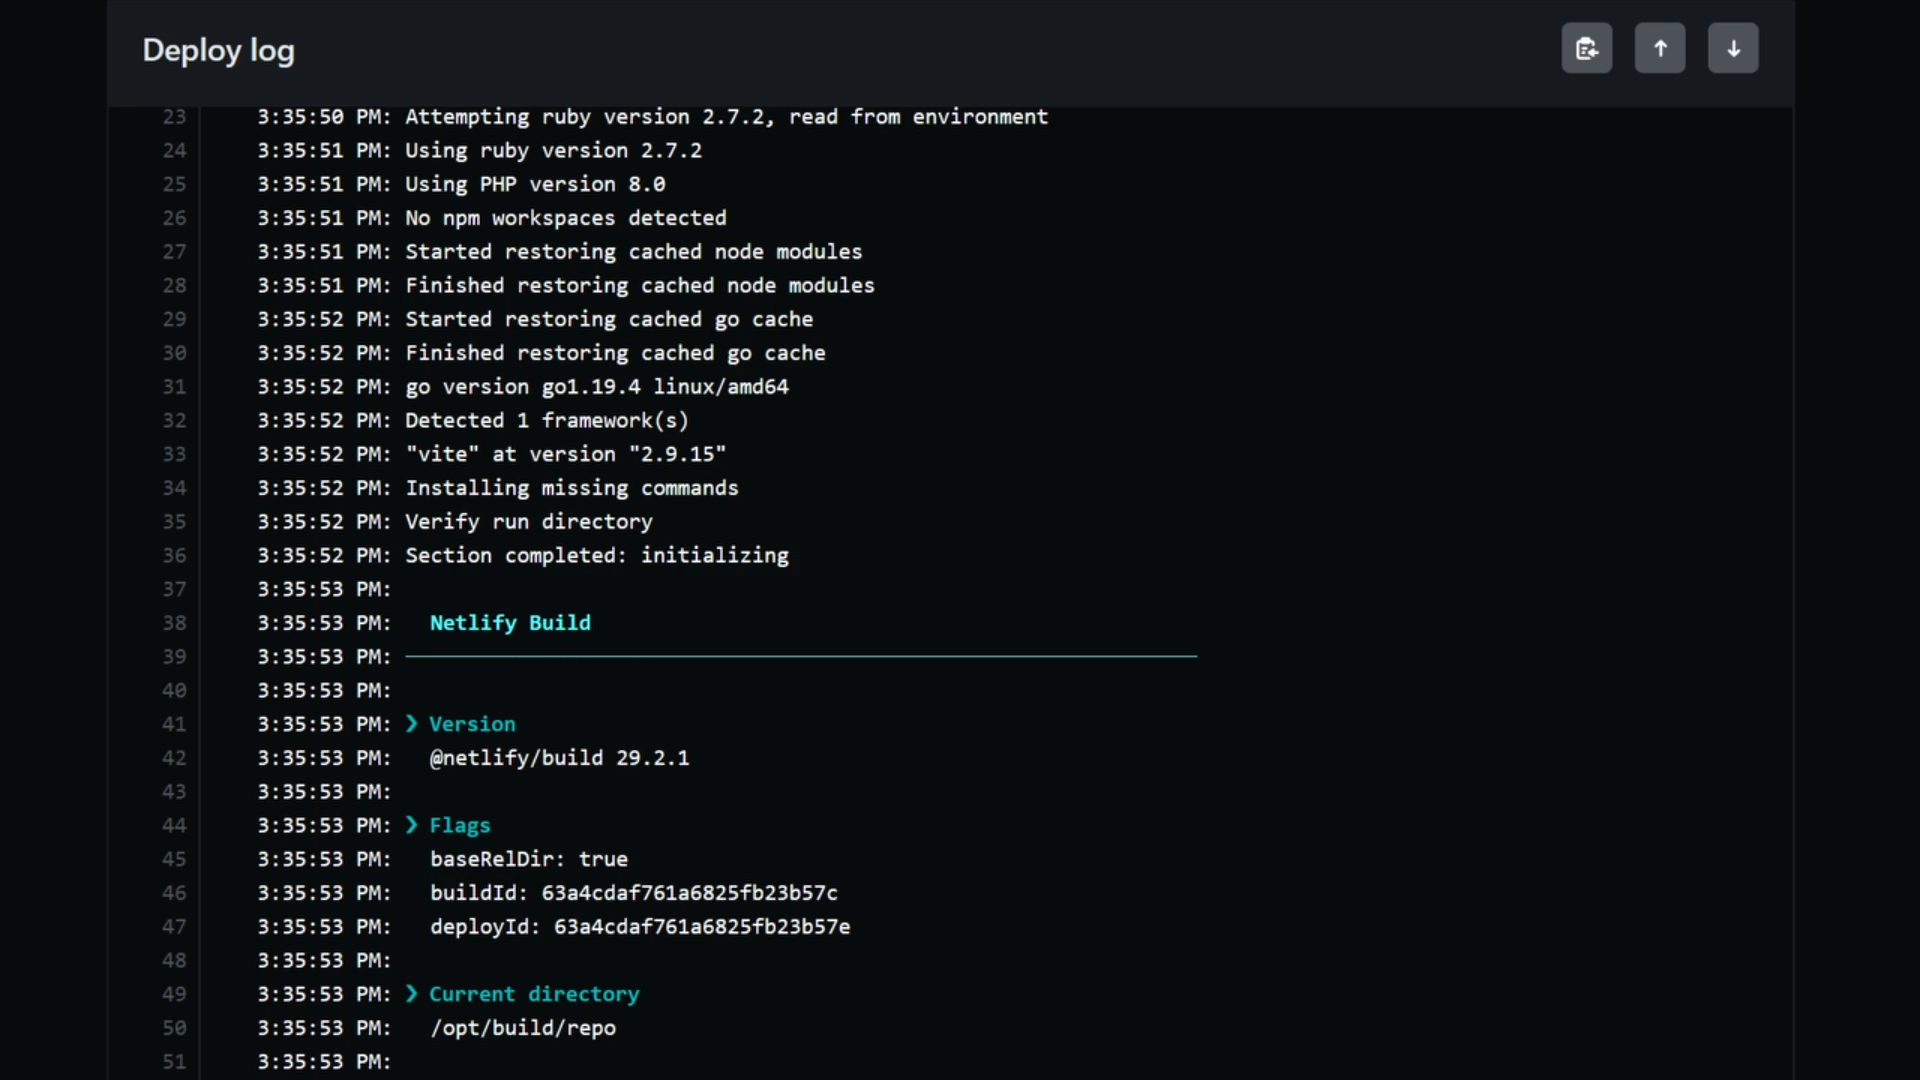 Deploy log
23 3:35:50 PM: Attempting ruby version 2.7.2, read from environment
24 3:35:51 PM: Using ruby version 2.7.2
25 3:35:51 PM: Using PHP version 8.0
26 3:35:51 PM: No npm workspaces detected
27 3:35:51 PM: Started restoring cached node modules
28 3:35:51 PM: Finished restoring cached node modules
29 3:35:52 PM: Started restoring cached go cache
30 3:35:52 PM: Finished restoring cached go cache
31 3:35:52 PM: go version go1.19.4 linux/amd64
32 3:35:52 PM: Detected 1 framework(s)
33 3:35:52 PM: "vite" at version "2.9.15"
34 3:35:52 PM: Installing missing commands
35 3:35:52 PM: Verify run directory
36 3:35:52 PM: Section completed: initializing
37 3:35:53 PM:
38 3:35:53 PM: Netlify Build
39 3:35:53 PM: ────────────────────────────────────────────────────────────────
40 3:35:53 PM:
41 3:35:53 PM: ❯ Version
42 3:35:53 PM: @netlify/build 29.2.1
43 3:35:53 PM:
44 3:35:53 PM: ❯ Flags
45 3:35:53 PM: baseRelDir: true
46 3:35:53 PM: buildId: 63a4cdaf761a6825fb23b57c
47 3:35:53 PM: deployId: 63a4cdaf761a6825fb23b57e
48 3:35:53 PM:
49 3:35:53 PM: ❯ Current directory
50 3:35:53 PM: /opt/build/repo
51 3:35:53 PM: